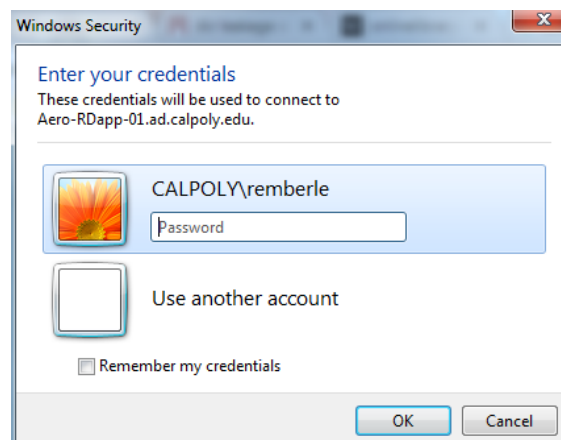 Windows Security
Enter your credentials
These credentials will be used to connect to
Aero-RDapp-01.ad.calpoly.edu.
CALPOLY\remberle
Password
Use another account
Remember my credentials
OK
Cancel